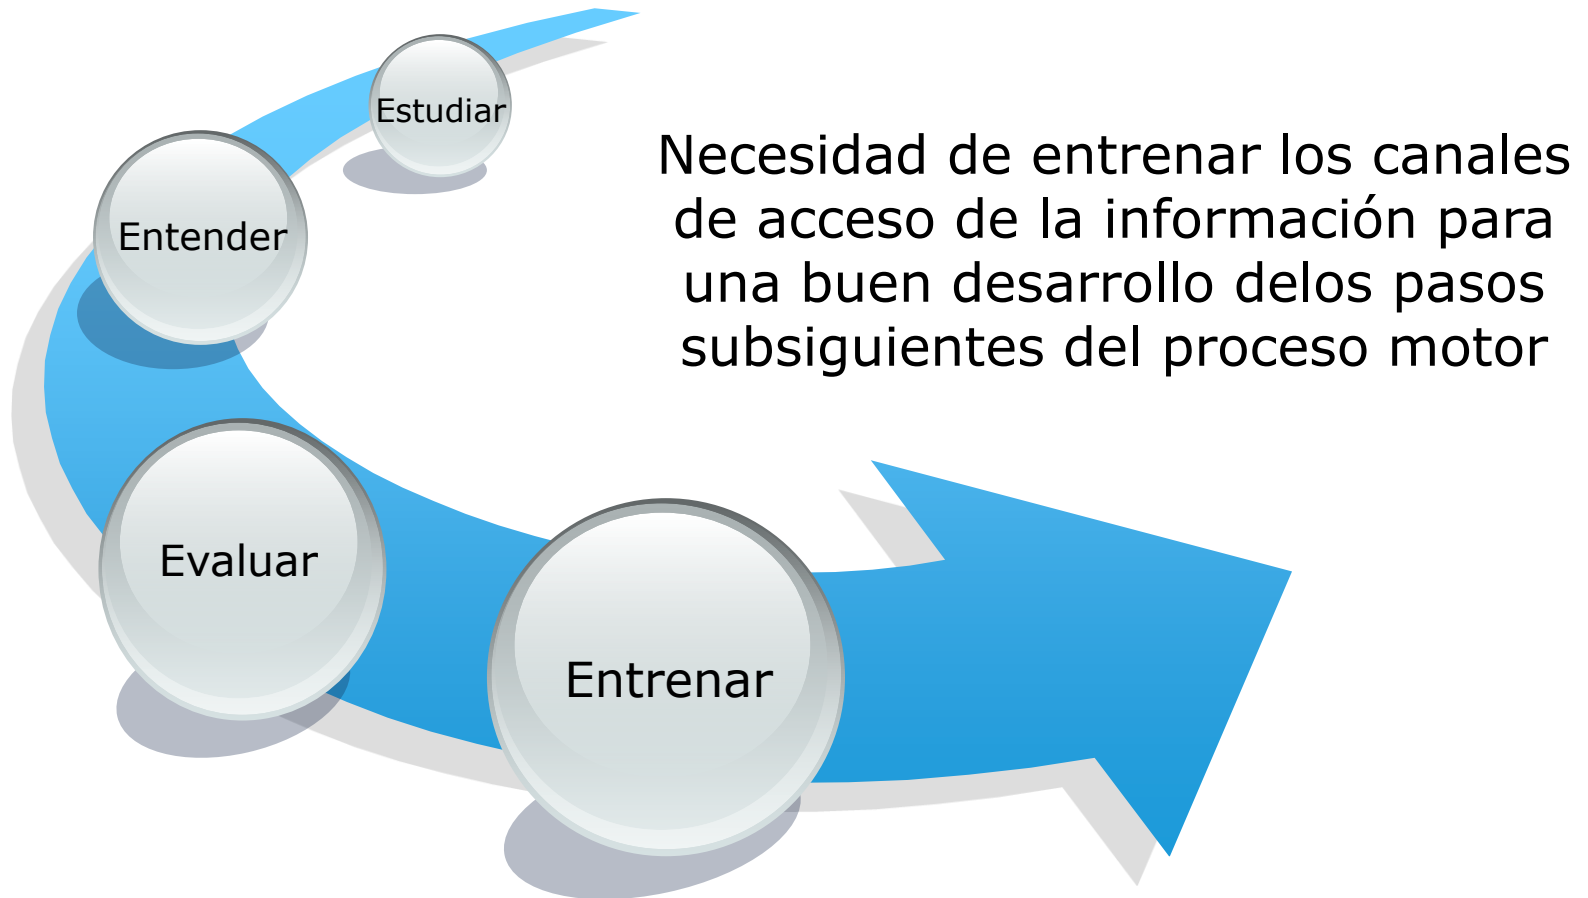 Estudiar
Necesidad de entrenar los canales
de acceso de la información para
una buen desarrollo delos pasos
subsiguientes del proceso motor
Entender
Evaluar
Entrenar